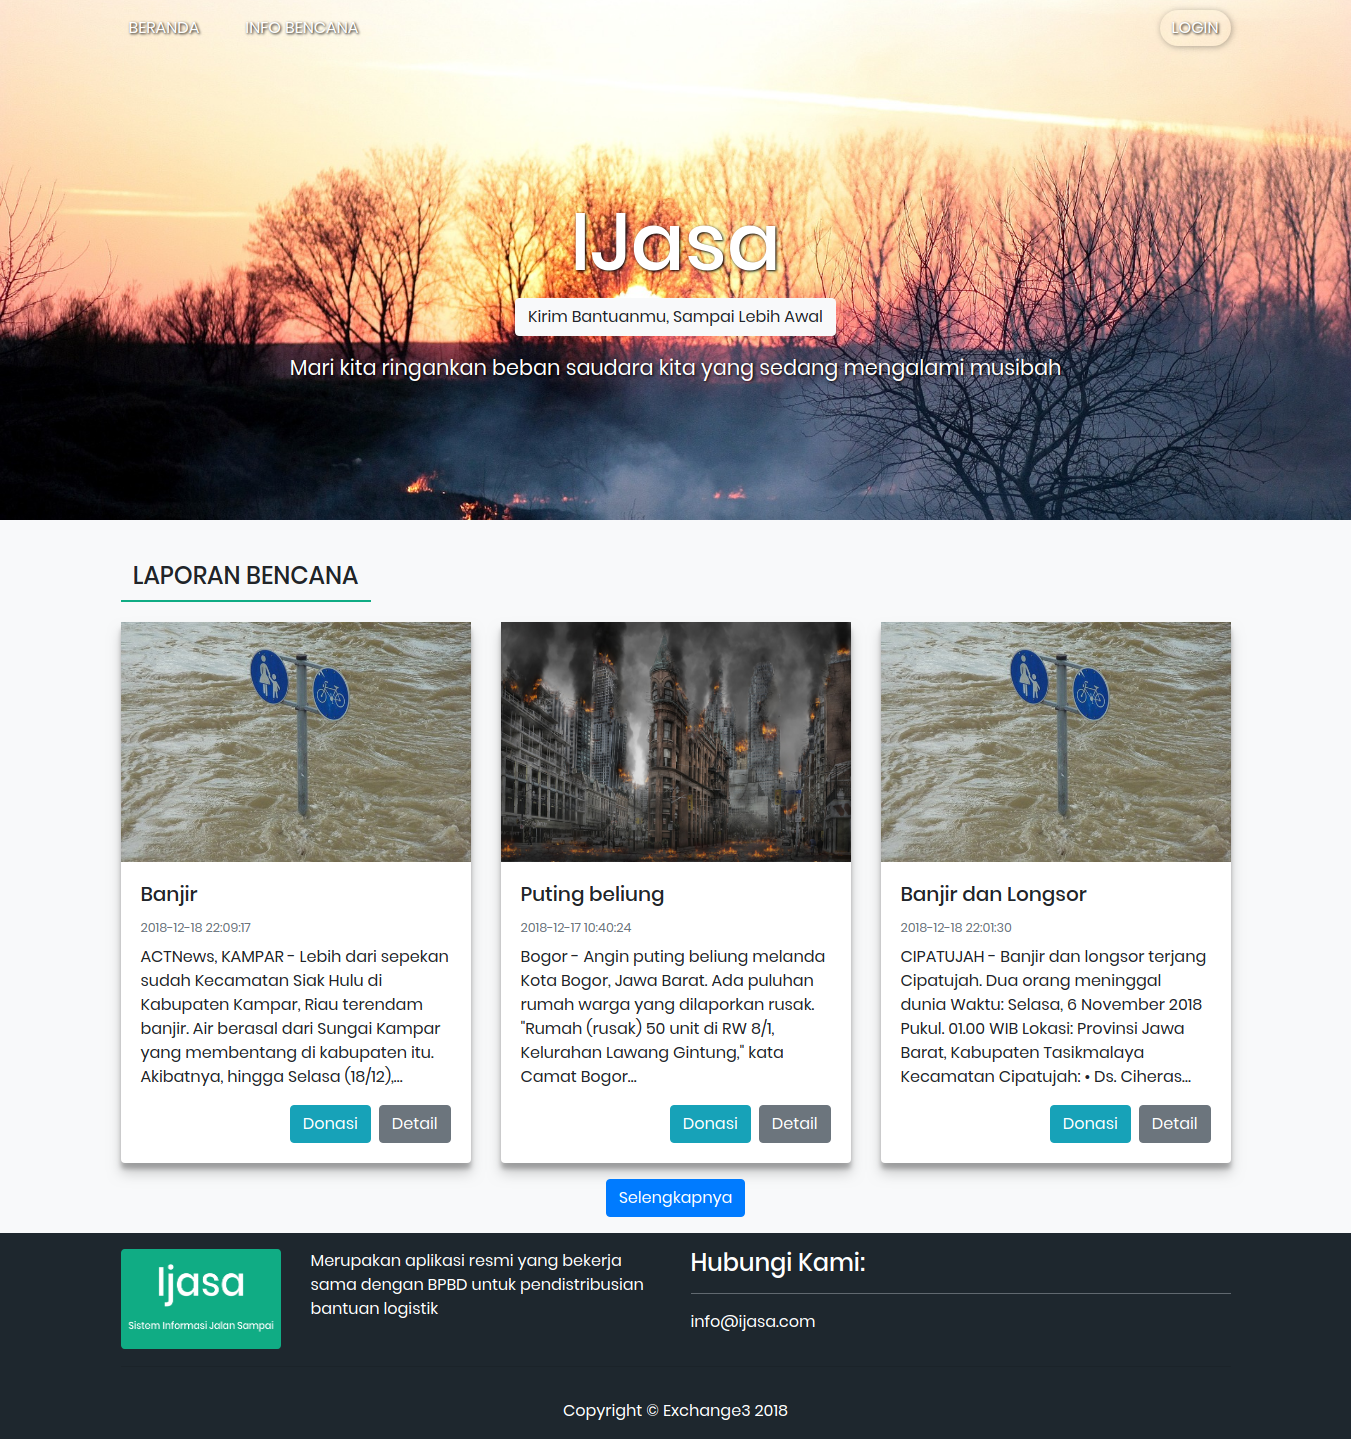 BERANDA
INFO BENCANA
LOGIN
IJasa
Kirim Bantuanmu, Sampai Lebih Awal
Mari kita ringankan beban saudara kita yang sedang mengalami musibah
LAPORAN BENCANA
Banjir
2018-12-18 22:09:17
ACTNews, KAMPAR - Lebih dari sepekan
sudah Kecamatan Siak Hulu di
Kabupaten Kampar, Riau terendam
banjir. Air berasal dari Sungai Kampar
yang membentang di kabupaten itu.
Akibatnya, hingga Selasa (18/12),...
Donasi
Detail
Puting beliung
2018-12-17 10:40:24
Bogor - Angin puting beliung melanda
Kota Bogor, Jawa Barat. Ada puluhan
rumah warga yang dilaporkan rusak.
"Rumah (rusak) 50 unit di RW 8/1,
Kelurahan Lawang Gintung," kata
Camat Bogor...
Donasi
Detail
Banjir dan Longsor
2018-12-18 22:01:30
CIPATUJAH - Banjir dan longsor terjang
Cipatujah. Dua orang meninggal
dunia Waktu: Selasa, 6 November 2018
Pukul. 01.00 WIB Lokasi: Provinsi Jawa
Barat, Kabupaten Tasikmalaya
Kecamatan Cipatujah: • Ds. Ciheras...
Donasi
Detail
Selengkapnya
Ijasa
Sistem Informasi Jalan Sampai
Merupakan aplikasi resmi yang bekerja
sama dengan BPBD untuk pendistribusian
bantuan logistik
Hubungi Kami:
info@ijasa.com
Copyright © Exchange3 2018